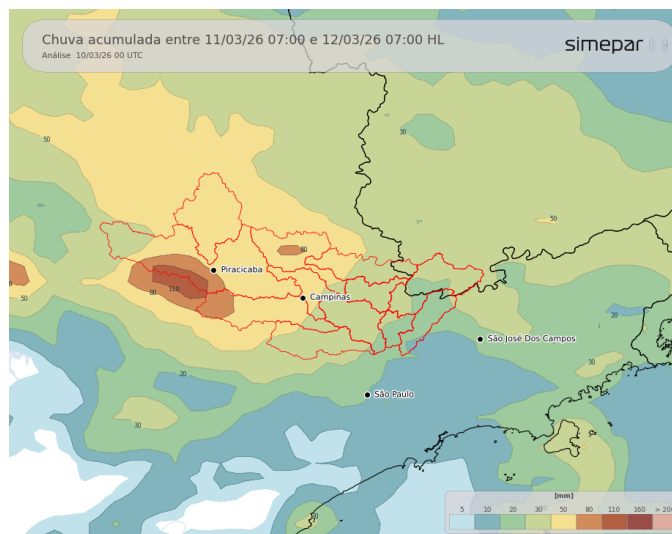 Chuva acumulada entre 11/03/26 07:00 e 12/03/26 07:00 HL
simepar
Análise 10/03/26 00 UTC
30
50
50
80
Piracicaba
80
110
50
Campinas
20
São José Dos Campos
20
30
São Paulo
30
[mm]
5 10 20 30 50 80 110 160 > 200